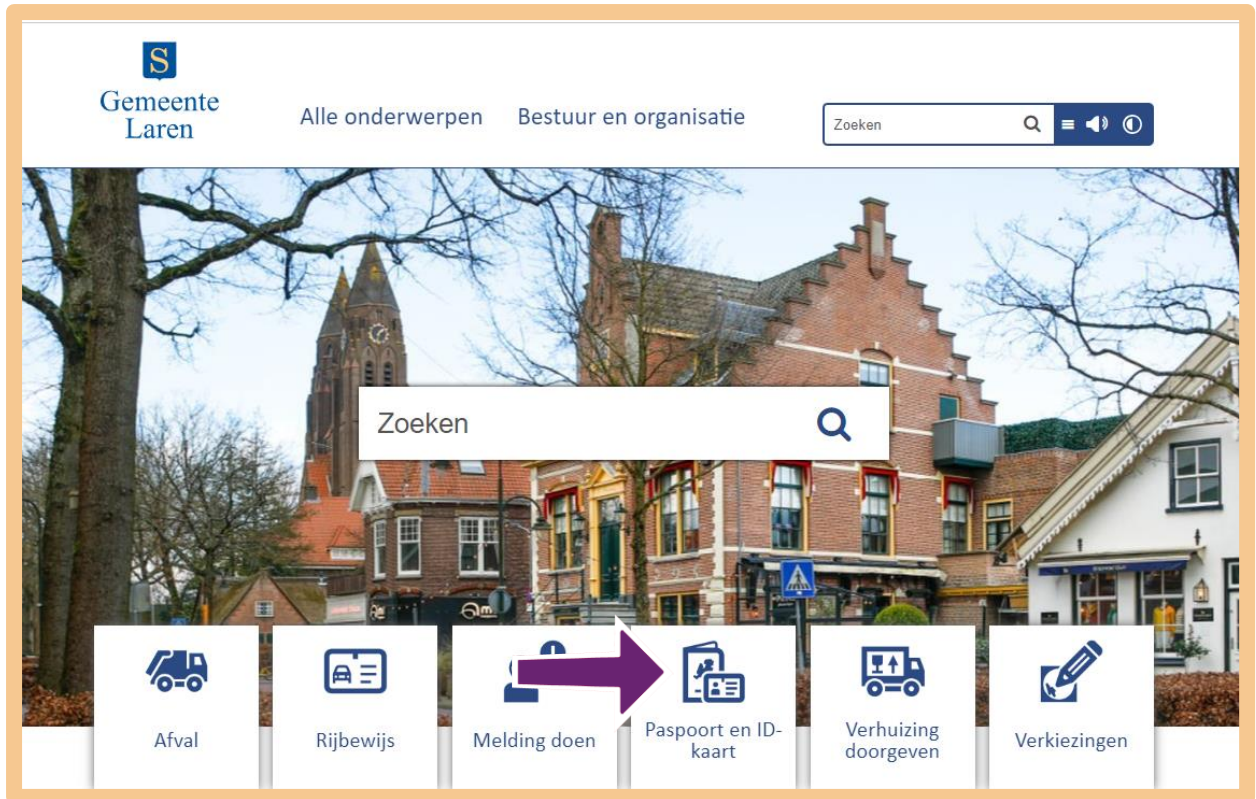 S
Gemeente
Laren
Alle onderwerpen
Bestuur en organisatie
Zoeken
Zoeken
Afval
Rijbewijs
Melding doen
Paspoort en ID-
kaart
Verhuizing
doorgeven
Verkiezingen